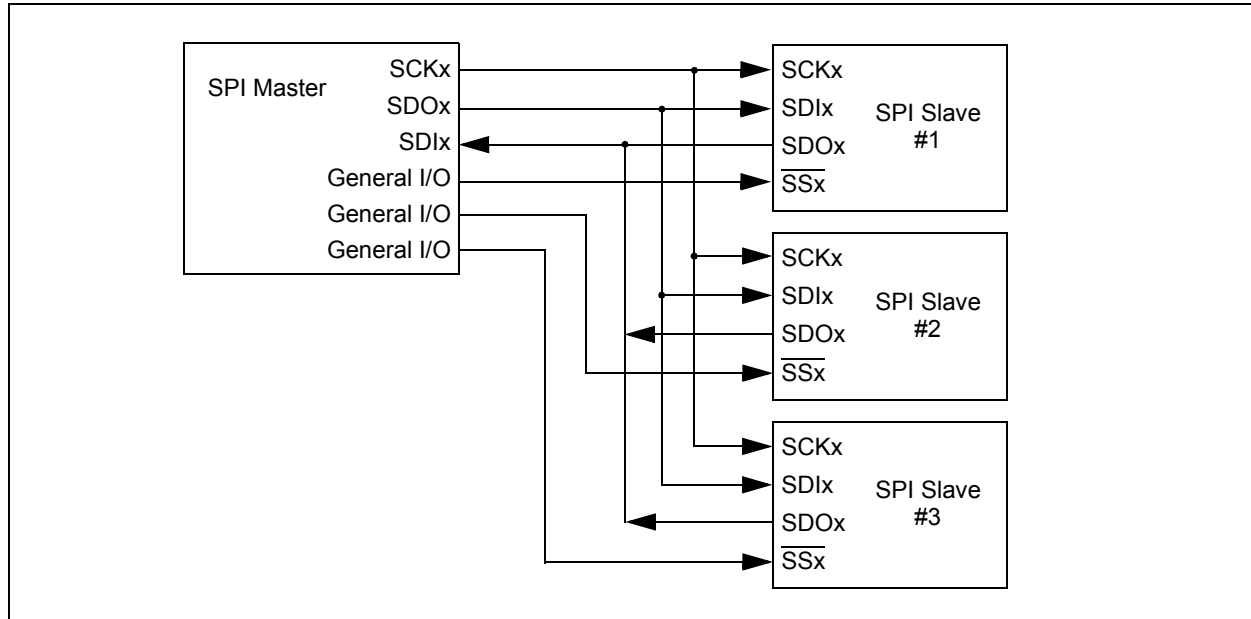 SPI Master
SCKx
SDOx
SDIx
General I/O
General I/O
General I/O
SCKx
SDIx
SDOx
SSx
SPI Slave
#1
SCKx
SDIx
SDOx
SSx
SPI Slave
#2
SCKx
SDIx
SDOx
SSx
SPI Slave
#3